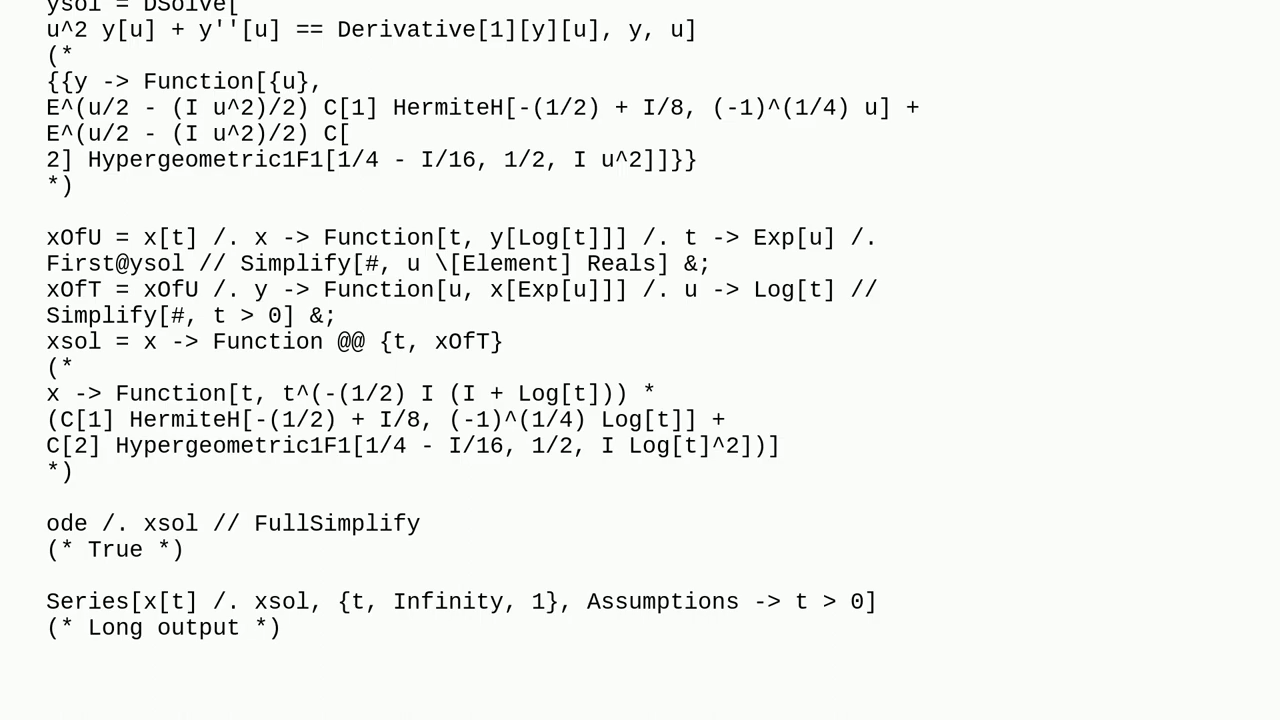 ysol = DSolve[
u^2 y[u] + y''[u] == Derivative[1][y][u], y, u]
(*
{{y -> Function[{u},
E^(u/2 - (I u^2)/2) C[1] HermiteH[-(1/2) + I/8, (-1)^(1/4) u] +
E^(u/2 - (I u^2)/2) C[
2] Hypergeometric1F1[1/4 - I/16, 1/2, I u^2]]}}
*)

xOfU = x[t] /. x -> Function[t, y[Log[t]]] /. t -> Exp[u] /.
First@ysol // Simplify[#, u \[Element] Reals] &;
xOfT = xOfU /. y -> Function[u, x[Exp[u]]] /. u -> Log[t] //
Simplify[#, t > 0] &;
xsol = x -> Function @@ {t, xOfT}
(*
x -> Function[t, t^(-(1/2) I (I + Log[t])) *
(C[1] HermiteH[-(1/2) + I/8, (-1)^(1/4) Log[t]] +
C[2] Hypergeometric1F1[1/4 - I/16, 1/2, I Log[t]^2])]
*)

ode /. xsol // FullSimplify
(* True *)

Series[x[t] /. xsol, {t, Infinity, 1}, Assumptions -> t > 0]
(* Long output *)